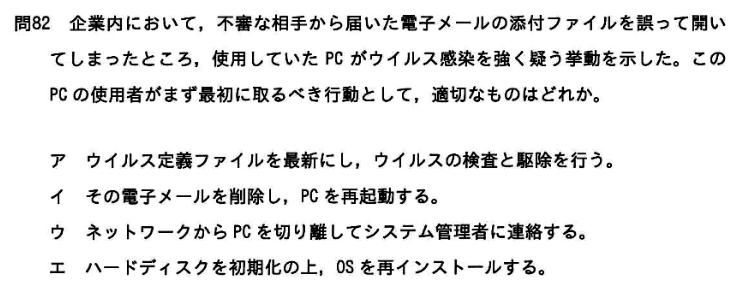 問82 企業内において，不審な相手から届いた電子メールの添付ファイルを誤って開い
てしまったところ，使用していた PC がウイルス感染を強く疑う挙動を示した。この
PC の使用者がまず最初に取るべき行動として，適切なものはどれか。
ア ウイルス定義ファイルを最新にし，ウイルスの検査と駆除を行う。
イ その電子メールを削除し，PC を再起動する。
ウ ネットワークから PC を切り離してシステム管理者に連絡する。
エ ハードディスクを初期化の上，OS を再インストールする。